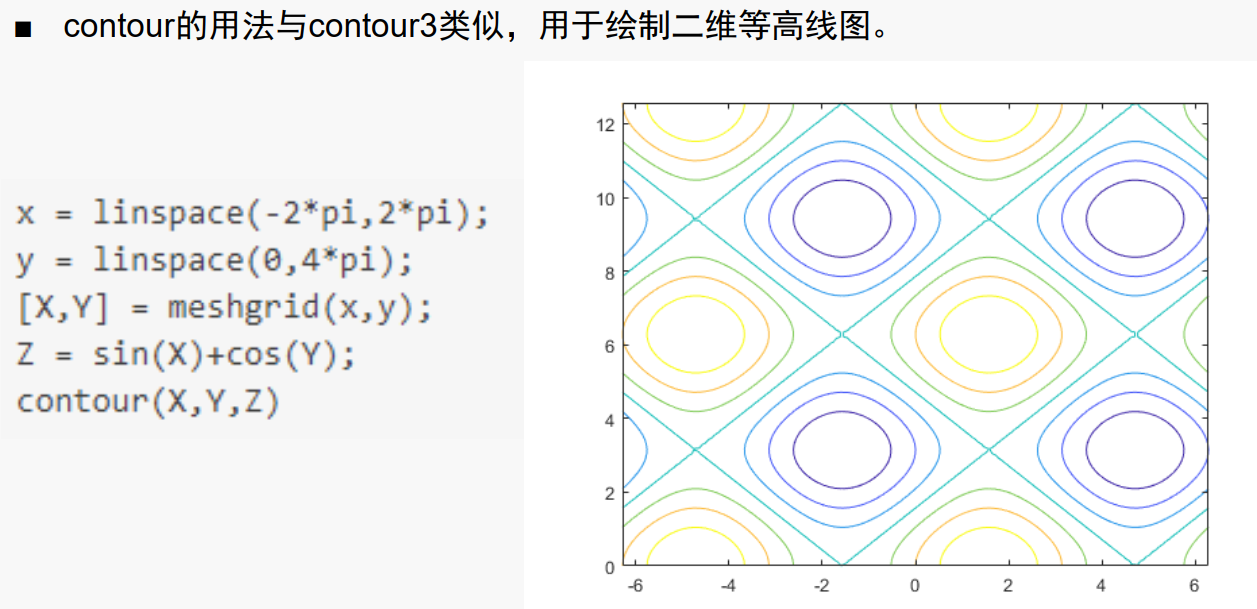 ■ contour的用法与contour3类似，用于绘制二维等高线图。
x = linspace(-2*pi,2*pi);
y = linspace(0,4*pi);
[X,Y] = meshgrid(x,y);
Z = sin(X)+cos(Y);
contour(X,Y,Z)
12
10
8
6
4
2
0
-6 -4 -2 0 2 4 6